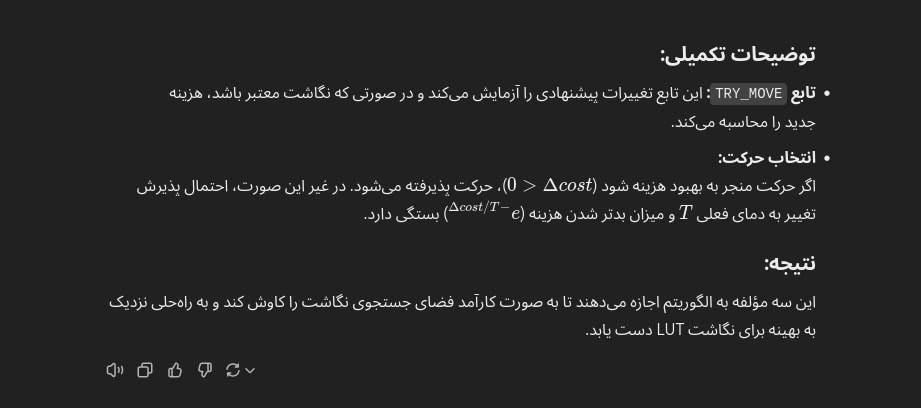 توضیحات تکمیلی:
• تابع TRY_MOVE: این تابع تغییرات پیشنهادی را آزمایش می‌کند و در صورتی که نگاشت معتبر باشد، هزینه
جدید را محاسبه می‌کند.
• انتخاب حرکت:
اگر حرکت منجر به بهبود هزینه شود (0 > Δcost)، حرکت پذیرفته می‌شود. در غیر این صورت، احتمال پذیرش
تغییر به دمای فعلی T و میزان بدتر شدن هزینه (e^{−Δcost/T}) بستگی دارد.
نتیجه:
این سه مؤلفه به الگوریتم اجازه می‌دهند تا به صورت کارآمد فضای جستجوی نگاشت را کاوش کند و به راه‌حلی نزدیک
به بهینه برای نگاشت LUT دست یابد.